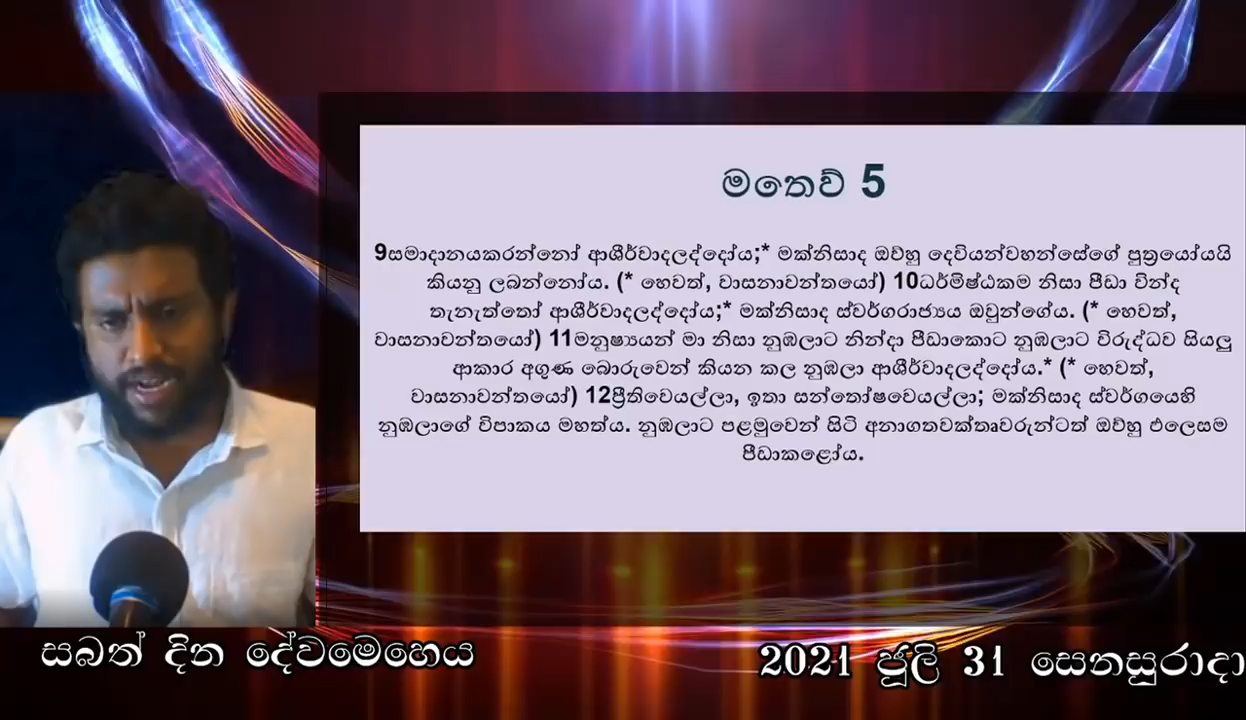 මතෙව් 5
9සමාදානයකරන්නෝ ආශීර්වාදලද්දෝය;* මක්නිසාද ඔව්හු දෙවියන්වහන්සේගේ පුත්‍රයෝයයි
කියනු ලබන්නෝය. (* හෙවත්, වාසනාවන්තයෝ) 10ධර්මිෂ්ඨකම නිසා පීඩා වින්ද
තැනැත්තෝ ආශීර්වාදලද්දෝය;* මක්නිසාද ස්වර්ගරාජ්‍යය ඔවුන්ගේය. (* හෙවත්,
වාසනාවන්තයෝ) 11මනුෂ්‍යයන් මා නිසා නුඹලාට නින්දා පීඩාකොට නුඹලාට විරුද්ධව සියලු
ආකාර අගුණ බොරුවෙන් කියන කල නුඹලා ආශීර්වාදලද්දෝය.* (* හෙවත්,
වාසනාවන්තයෝ) 12ප්‍රීතිවෙයල්ලා, ඉතා සන්තෝෂවෙයල්ලා; මක්නිසාද ස්වර්ගයෙහි
නුඹලාගේ විපාකය මහත්ය. නුඹලාට පළමුවෙන් සිටි අනාගතවක්තෘවරුන්ටත් ඔව්හු එලෙසම
පීඩාකළෝය.
සබත් දින දේවමෙහෙය
2021 ජූලි 31 සෙනසුරාදා